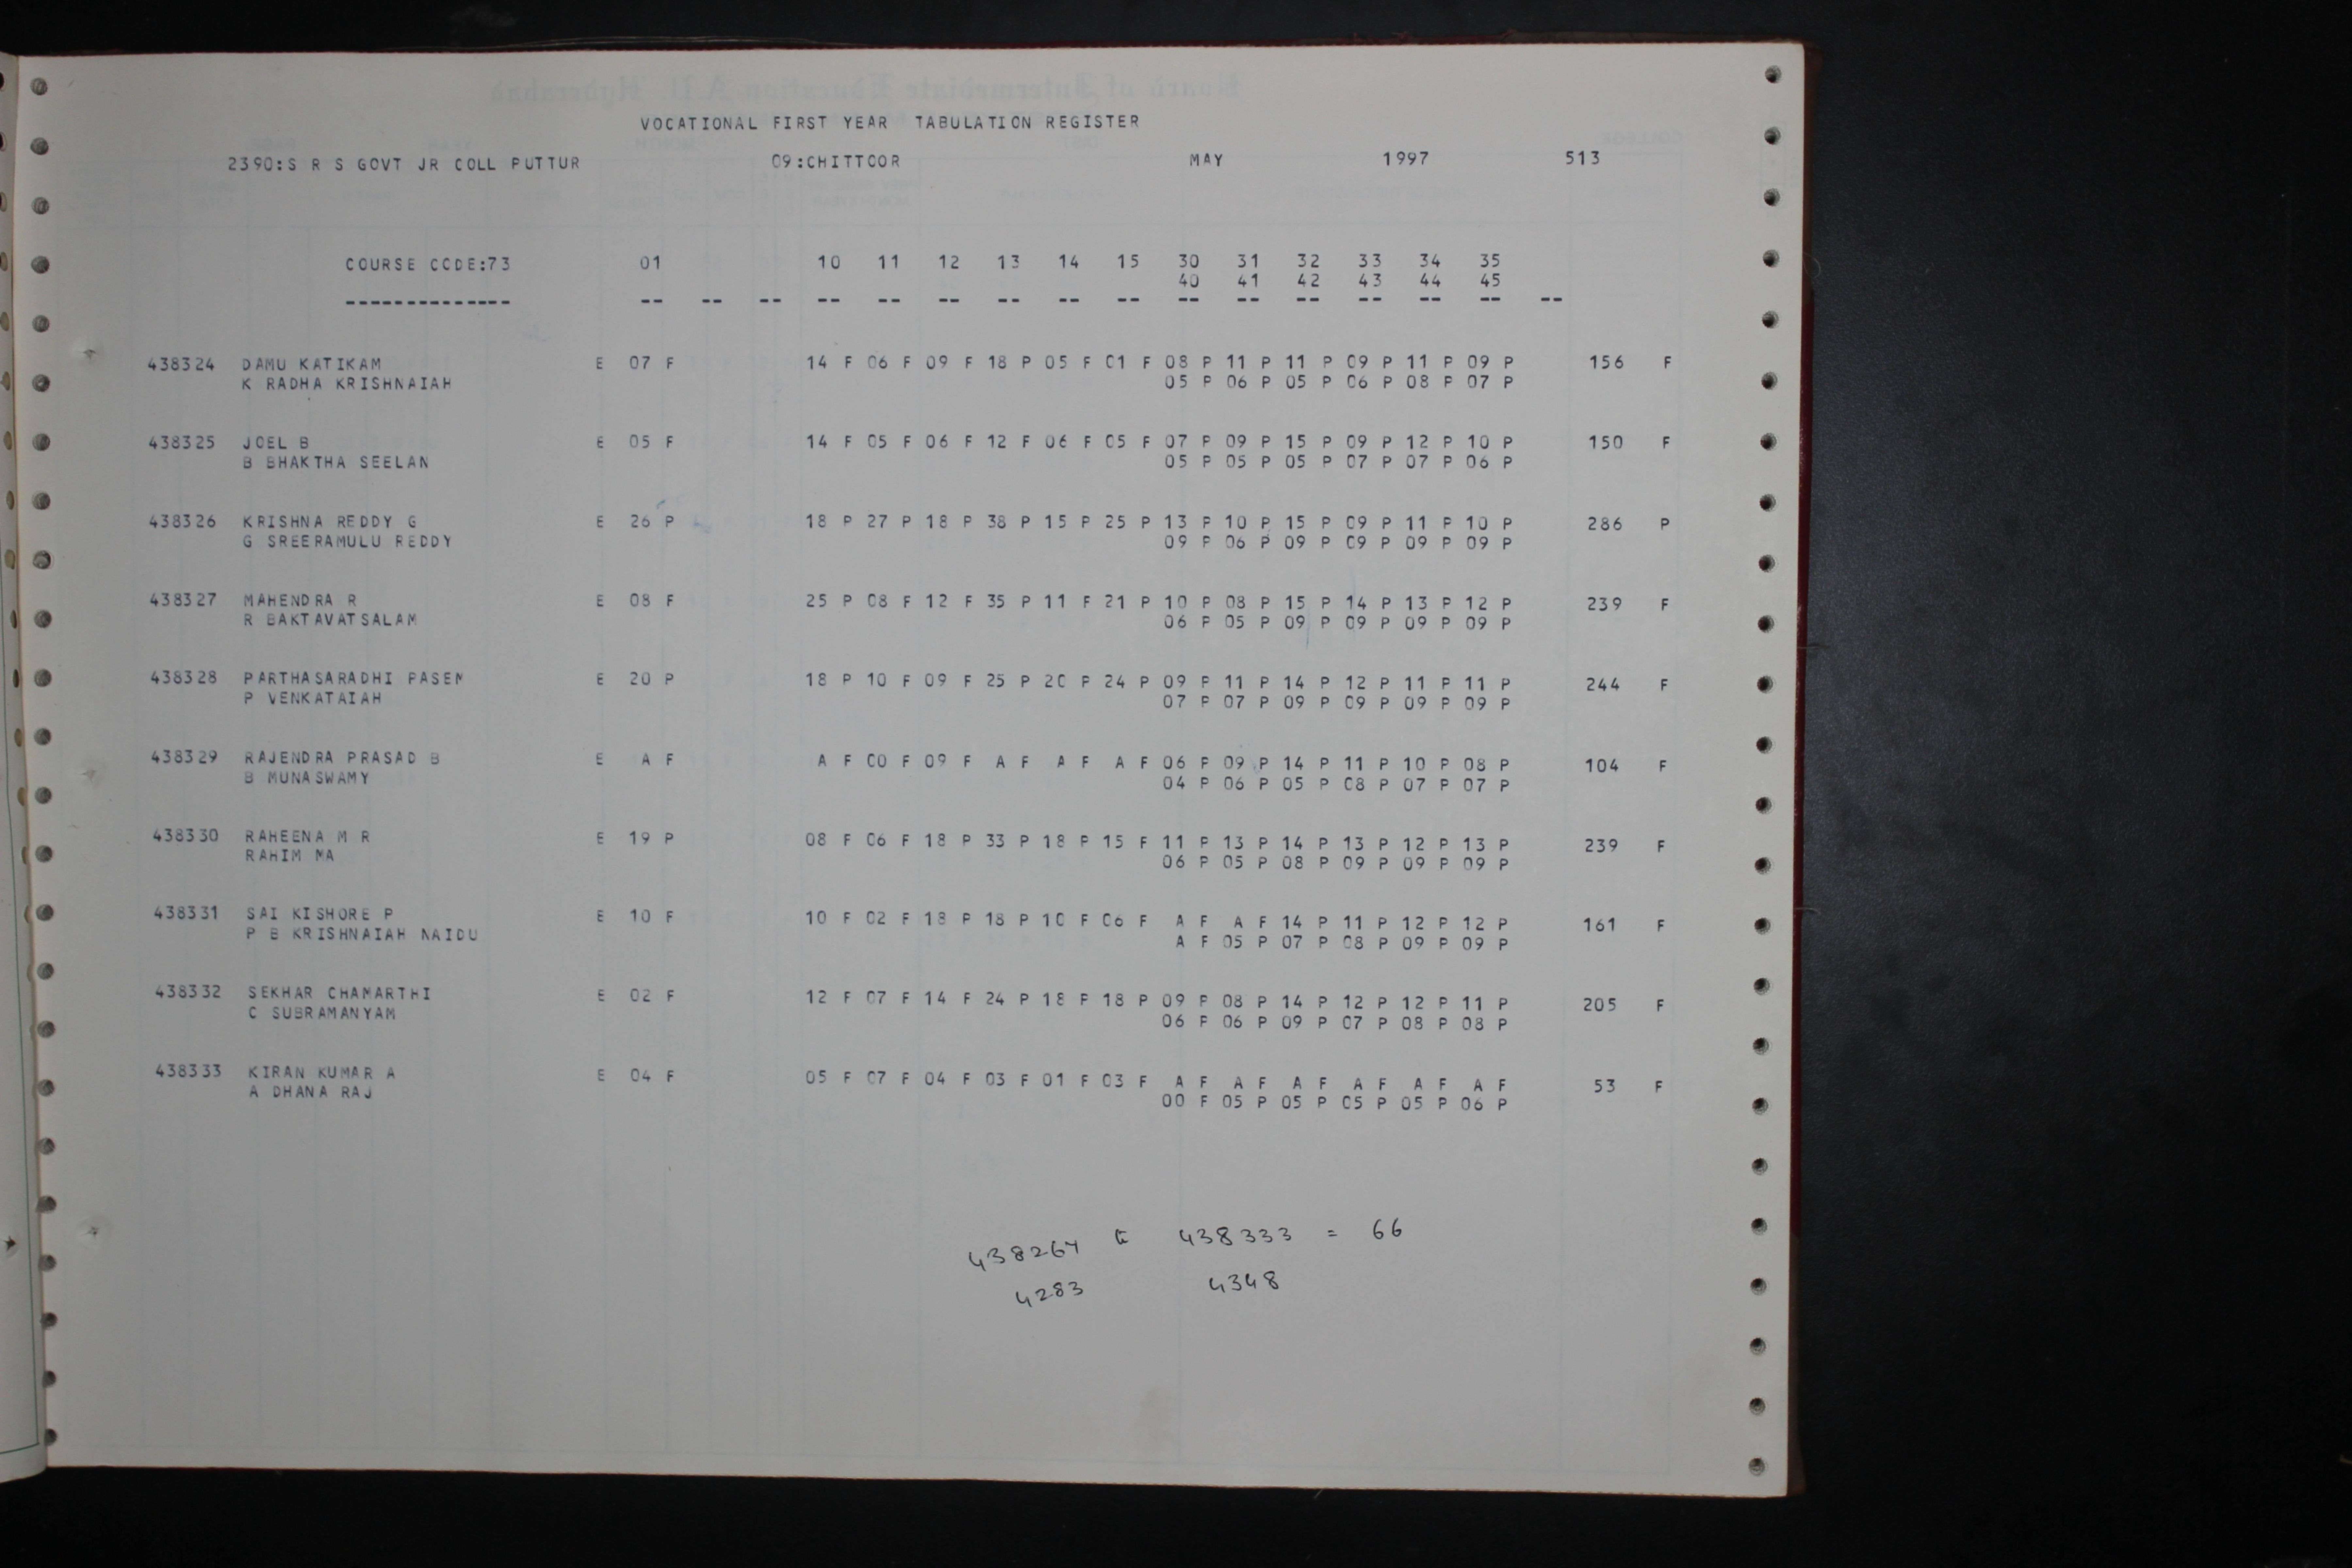 VOCATIONAL FIRST YEAR TABULATION REGISTER
2390:S R S GOVT JR COLL PUTTUR 09:CHITTOOR MAY 1997 513
COURSE CODE:73 01 10 11 12 13 14 15 30 31 32 33 34 35
40 41 42 43 44 45
-------------- -- -- -- -- -- -- -- -- -- -- -- -- -- -- -- --
438324 DAMU KATIKAM E 07 F 14 F 06 F 09 F 18 P 05 F 01 F 08 P 11 P 11 P 09 P 11 P 09 P 156 F
K RADHA KRISHNAIAH 05 P 06 P 05 P 06 P 08 P 07 P
438325 JOEL B E 05 F 14 F 05 F 06 F 12 F 06 F 05 F 07 P 09 P 15 P 09 P 12 P 10 P 150 F
B BHAKTHA SEELAN 05 P 05 P 05 P 07 P 07 P 06 P
438326 KRISHNA REDDY G E 26 P 18 P 27 P 18 P 38 P 15 P 25 P 13 P 10 P 15 P 09 P 11 P 10 P 286 P
G SREERAMULU REDDY 09 P 06 P 09 P 09 P 09 P 09 P
438327 MAHENDRA R E 08 F 25 P 08 F 12 F 35 P 11 F 21 P 10 P 08 P 15 P 14 P 13 P 12 P 239 F
R BAKTAVATSALAM 06 P 05 P 09 P 09 P 09 P 09 P
438328 PARTHASARADHI PASEM E 20 P 18 P 10 F 09 F 25 P 20 P 24 P 09 P 11 P 14 P 12 P 11 P 11 P 244 F
P VENKATAIAH 07 P 07 P 09 P 09 P 09 P 09 P
438329 RAJENDRA PRASAD B E A F A F 00 F 09 F A F A F A F 06 P 09 P 14 P 11 P 10 P 08 P 104 F
B MUNASWAMY 04 P 06 P 05 P 08 P 07 P 07 P
438330 RAHEENA M R E 19 P 08 F 06 F 18 P 33 P 18 P 15 F 11 P 13 P 14 P 13 P 12 P 13 P 239 F
RAHIM MA 06 P 05 P 08 P 09 P 09 P 09 P
438331 SAI KISHORE P E 10 F 10 F 02 F 18 P 18 P 10 F 06 F A F A F 14 P 11 P 12 P 12 P 161 F
P B KRISHNAIAH NAIDU A F 05 P 07 P 08 P 09 P 09 P
438332 SEKHAR CHAMARTHI E 02 F 12 F 07 F 14 F 24 P 18 P 18 P 09 P 08 P 14 P 12 P 12 P 11 P 205 F
C SUBRAMANYAM 06 P 06 P 09 P 07 P 08 P 08 P
438333 KIRAN KUMAR A E 04 F 05 F 07 F 04 F 03 F 01 F 03 F A F A F A F A F A F A F 53 F
A DHANA RAJ 00 F 05 P 05 P 05 P 05 P 06 P
438264 to 438333 = 66
4283 4348